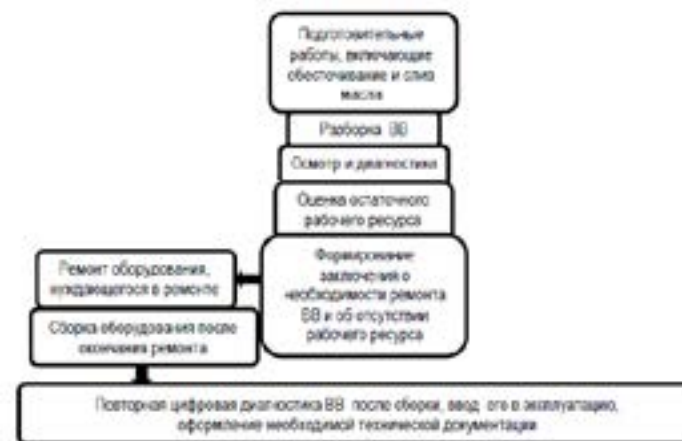 Подготовительные
работы, включающие
обесточивание и слив
масла
Разборка ВВ
Осмотр и диагностика
Оценка остаточного
рабочего ресурса
Формирование
заключения о
необходимости ремонта
ВВ и об отсутствии
рабочего ресурса
Ремонт оборудования,
нуждающегося в ремонте
Сборка оборудования после
окончания ремонта
Повторная цифровая диагностика ВВ после сборки, ввод его в эксплуатацию,
оформление необходимой технической документации